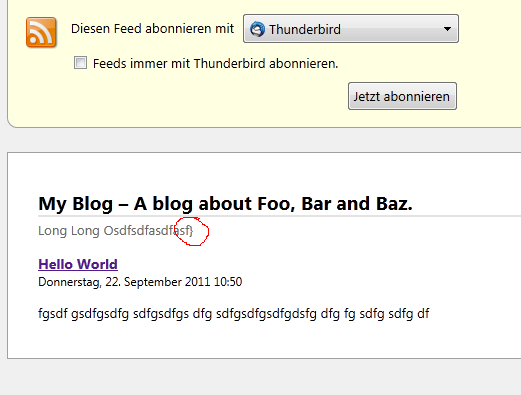 Diesen Feed abonnieren mit Thunderbird
Feeds immer mit Thunderbird abonnieren.
Jetzt abonnieren
My Blog – A blog about Foo, Bar and Baz.
Long Long Osdfsdfasdfasf}
Hello World
Donnerstag, 22. September 2011 10:50
fgsdf gsdfgsdfg sdfgsdfgs dfg sdfgsdfgsdfgdsfg dfg fg sdfg sdfg df